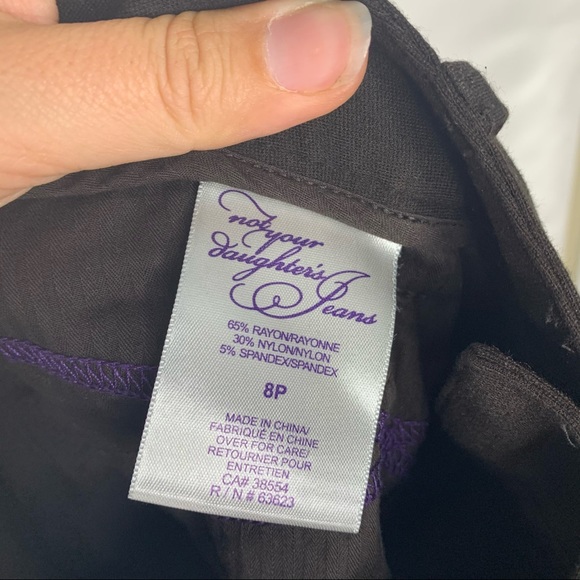 not your
daughter's
Jeans
65% RAYON/RAYONNE
30% NYLON/NYLON
5% SPANDEX/SPANDEX
8P
MADE IN CHINA/
FABRIQUÉ EN CHINE
OVER FOR CARE/
RETOURNER POUR
ENTRETIEN
CA# 38554
R / N # 63623